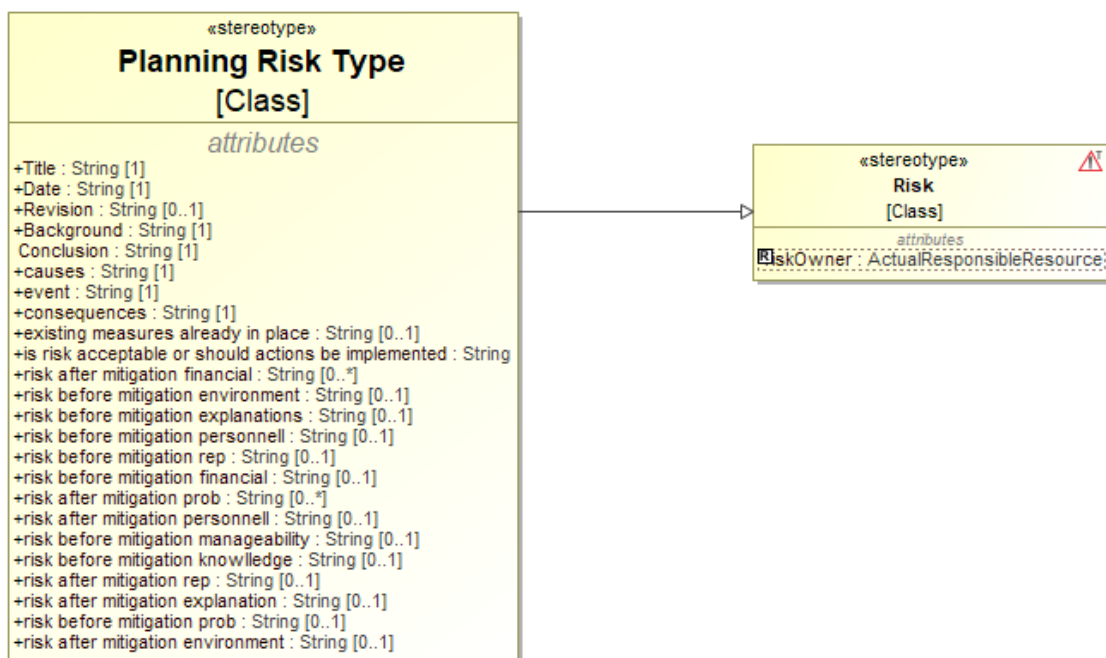 «stereotype»
Planning Risk Type
[Class]
attributes
+Title : String [1]
+Date : String [1]
+Revision : String [0..1]
+Background : String [1]
Conclusion : String [1]
+causes : String [1]
+event : String [1]
+consequences : String [1]
+existing measures already in place : String [0..1]
+is risk acceptable or should actions be implemented : String
+risk after mitigation financial : String [0..*]
+risk before mitigation environment : String [0..1]
+risk before mitigation explanations : String [0..1]
+risk before mitigation personnell : String [0..1]
+risk before mitigation rep : String [0..1]
+risk before mitigation financial : String [0..1]
+risk after mitigation prob : String [0..*]
+risk after mitigation personnell : String [0..1]
+risk before mitigation manageability : String [0..1]
+risk before mitigation knowlledge : String [0..1]
+risk after mitigation rep : String [0..1]
+risk after mitigation explanation : String [0..1]
+risk before mitigation prob : String [0..1]
+risk after mitigation environment : String [0..1]
«stereotype»
Risk
[Class]
attributes
RiskOwner : ActualResponsibleResource